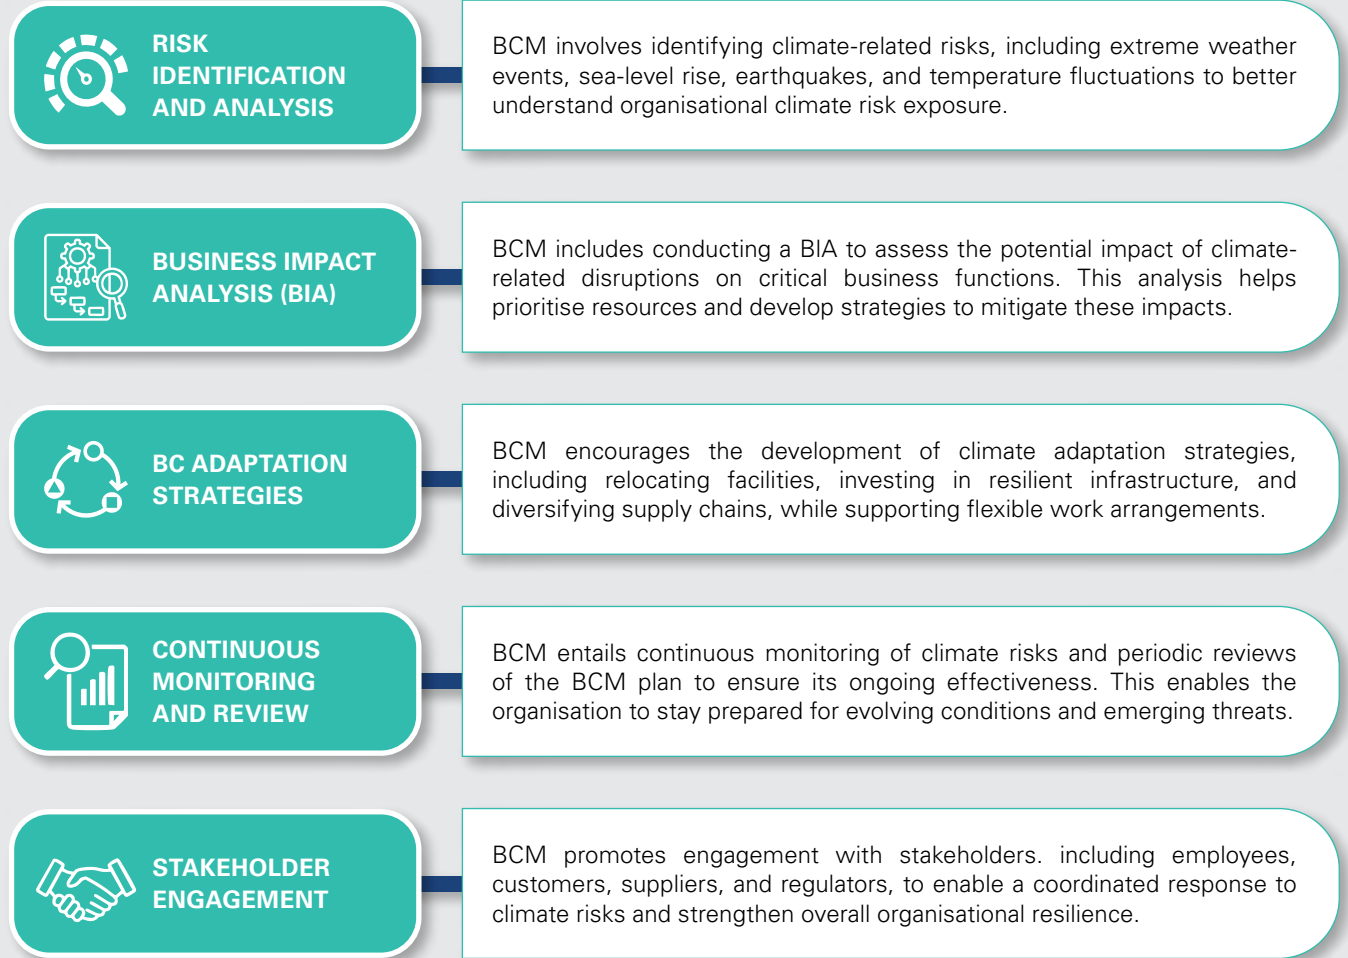 RISK
IDENTIFICATION
AND ANALYSIS
BCM involves identifying climate-related risks, including extreme weather
events, sea-level rise, earthquakes, and temperature fluctuations to better
understand organisational climate risk exposure.
BUSINESS IMPACT
ANALYSIS (BIA)
BCM includes conducting a BIA to assess the potential impact of climate-
related disruptions on critical business functions. This analysis helps
prioritise resources and develop strategies to mitigate these impacts.
BC ADAPTATION
STRATEGIES
BCM encourages the development of climate adaptation strategies,
including relocating facilities, investing in resilient infrastructure, and
diversifying supply chains, while supporting flexible work arrangements.
CONTINUOUS
MONITORING
AND REVIEW
BCM entails continuous monitoring of climate risks and periodic reviews
of the BCM plan to ensure its ongoing effectiveness. This enables the
organisation to stay prepared for evolving conditions and emerging threats.
STAKEHOLDER
ENGAGEMENT
BCM promotes engagement with stakeholders. including employees,
customers, suppliers, and regulators, to enable a coordinated response to
climate risks and strengthen overall organisational resilience.